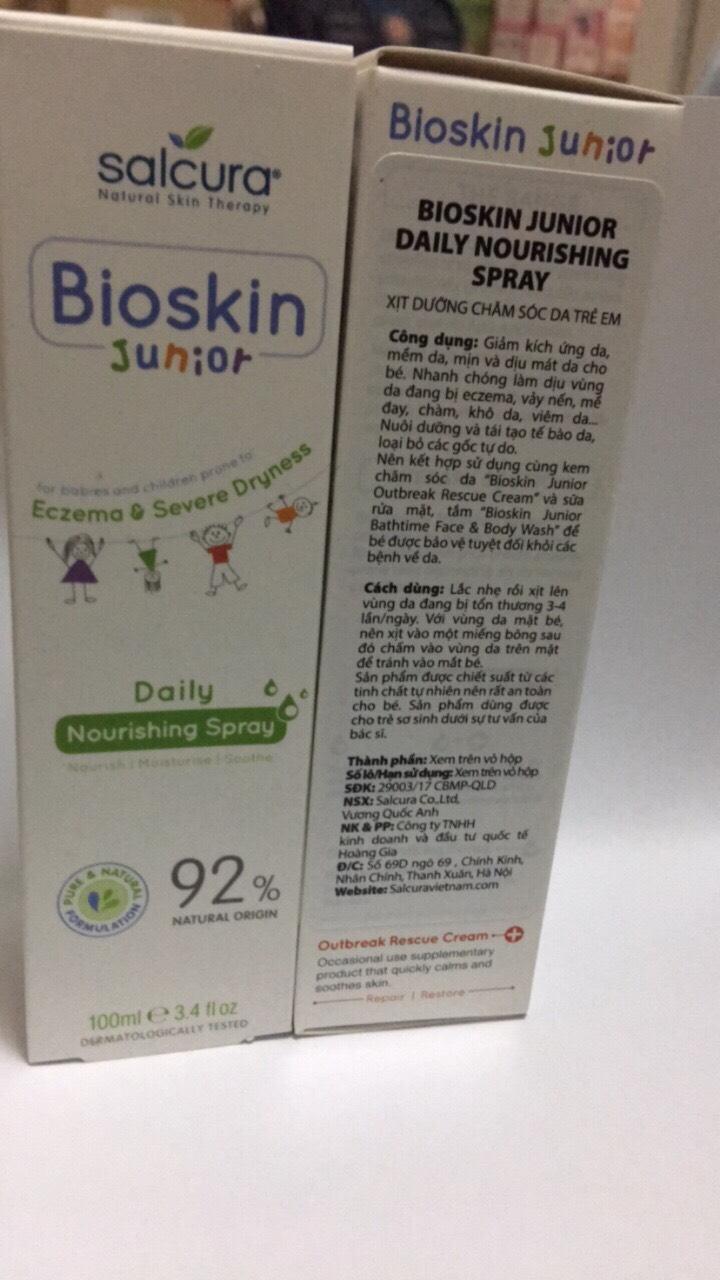 salcura®
Natural Skin Therapy
Bioskin
Junior
for babies and children prone to
Eczema & Severe Dryness
Daily
Nourishing Spray
Nourish | Moisturise | Soothe
PURE & NATURAL
FORMULATION
92%
NATURAL ORIGIN
100ml ℮ 3.4 fl oz
DERMATOLOGICALLY TESTED
Bioskin Junior
BIOSKIN JUNIOR
DAILY NOURISHING
SPRAY
XỊT DƯỠNG CHĂM SÓC DA TRẺ EM
Công dụng: Giảm kích ứng da,
mềm da, mịn và dịu mát da cho
bé. Nhanh chóng làm dịu vùng
da đang bị eczema, vảy nến, mề
đay, chàm, khô da, viêm da...
Nuôi dưỡng và tái tạo tế bào da,
loại bỏ các gốc tự do.
Nên kết hợp sử dụng cùng kem
chăm sóc da "Bioskin Junior
Outbreak Rescue Cream" và sữa
rửa mặt, tắm "Bioskin Junior
Bathtime Face & Body Wash" để
bé được bảo vệ tuyệt đối khỏi các
bệnh về da.
Cách dùng: Lắc nhẹ rồi xịt lên
vùng da đang bị tổn thương 3-4
lần/ngày. Với vùng da mặt bé,
nên xịt vào một miếng bông sau
đó chấm vào vùng da trên mặt
để tránh vào mắt bé.
Sản phẩm được chiết suất từ các
tinh chất tự nhiên nên rất an toàn
cho bé. Sản phẩm dùng được
cho trẻ sơ sinh dưới sự tư vấn của
bác sĩ.
Thành phần: Xem trên vỏ hộp
Số lô/Hạn sử dụng: Xem trên vỏ hộp
SĐK: 29003/17 CBMP-QLD
NSX: Salcura Co.,Ltd,
Vương Quốc Anh
NK & PP: Công ty TNHH
kinh doanh và đầu tư quốc tế
Hoàng Gia
Đ/C: Số 69D ngõ 69 , Chính Kinh,
Nhân Chính, Thanh Xuân, Hà Nội
Website: Salcuravietnam.com
Outbreak Rescue Cream
Occasional use supplementary
product that quickly calms and
soothes skin.
Repair | Restore